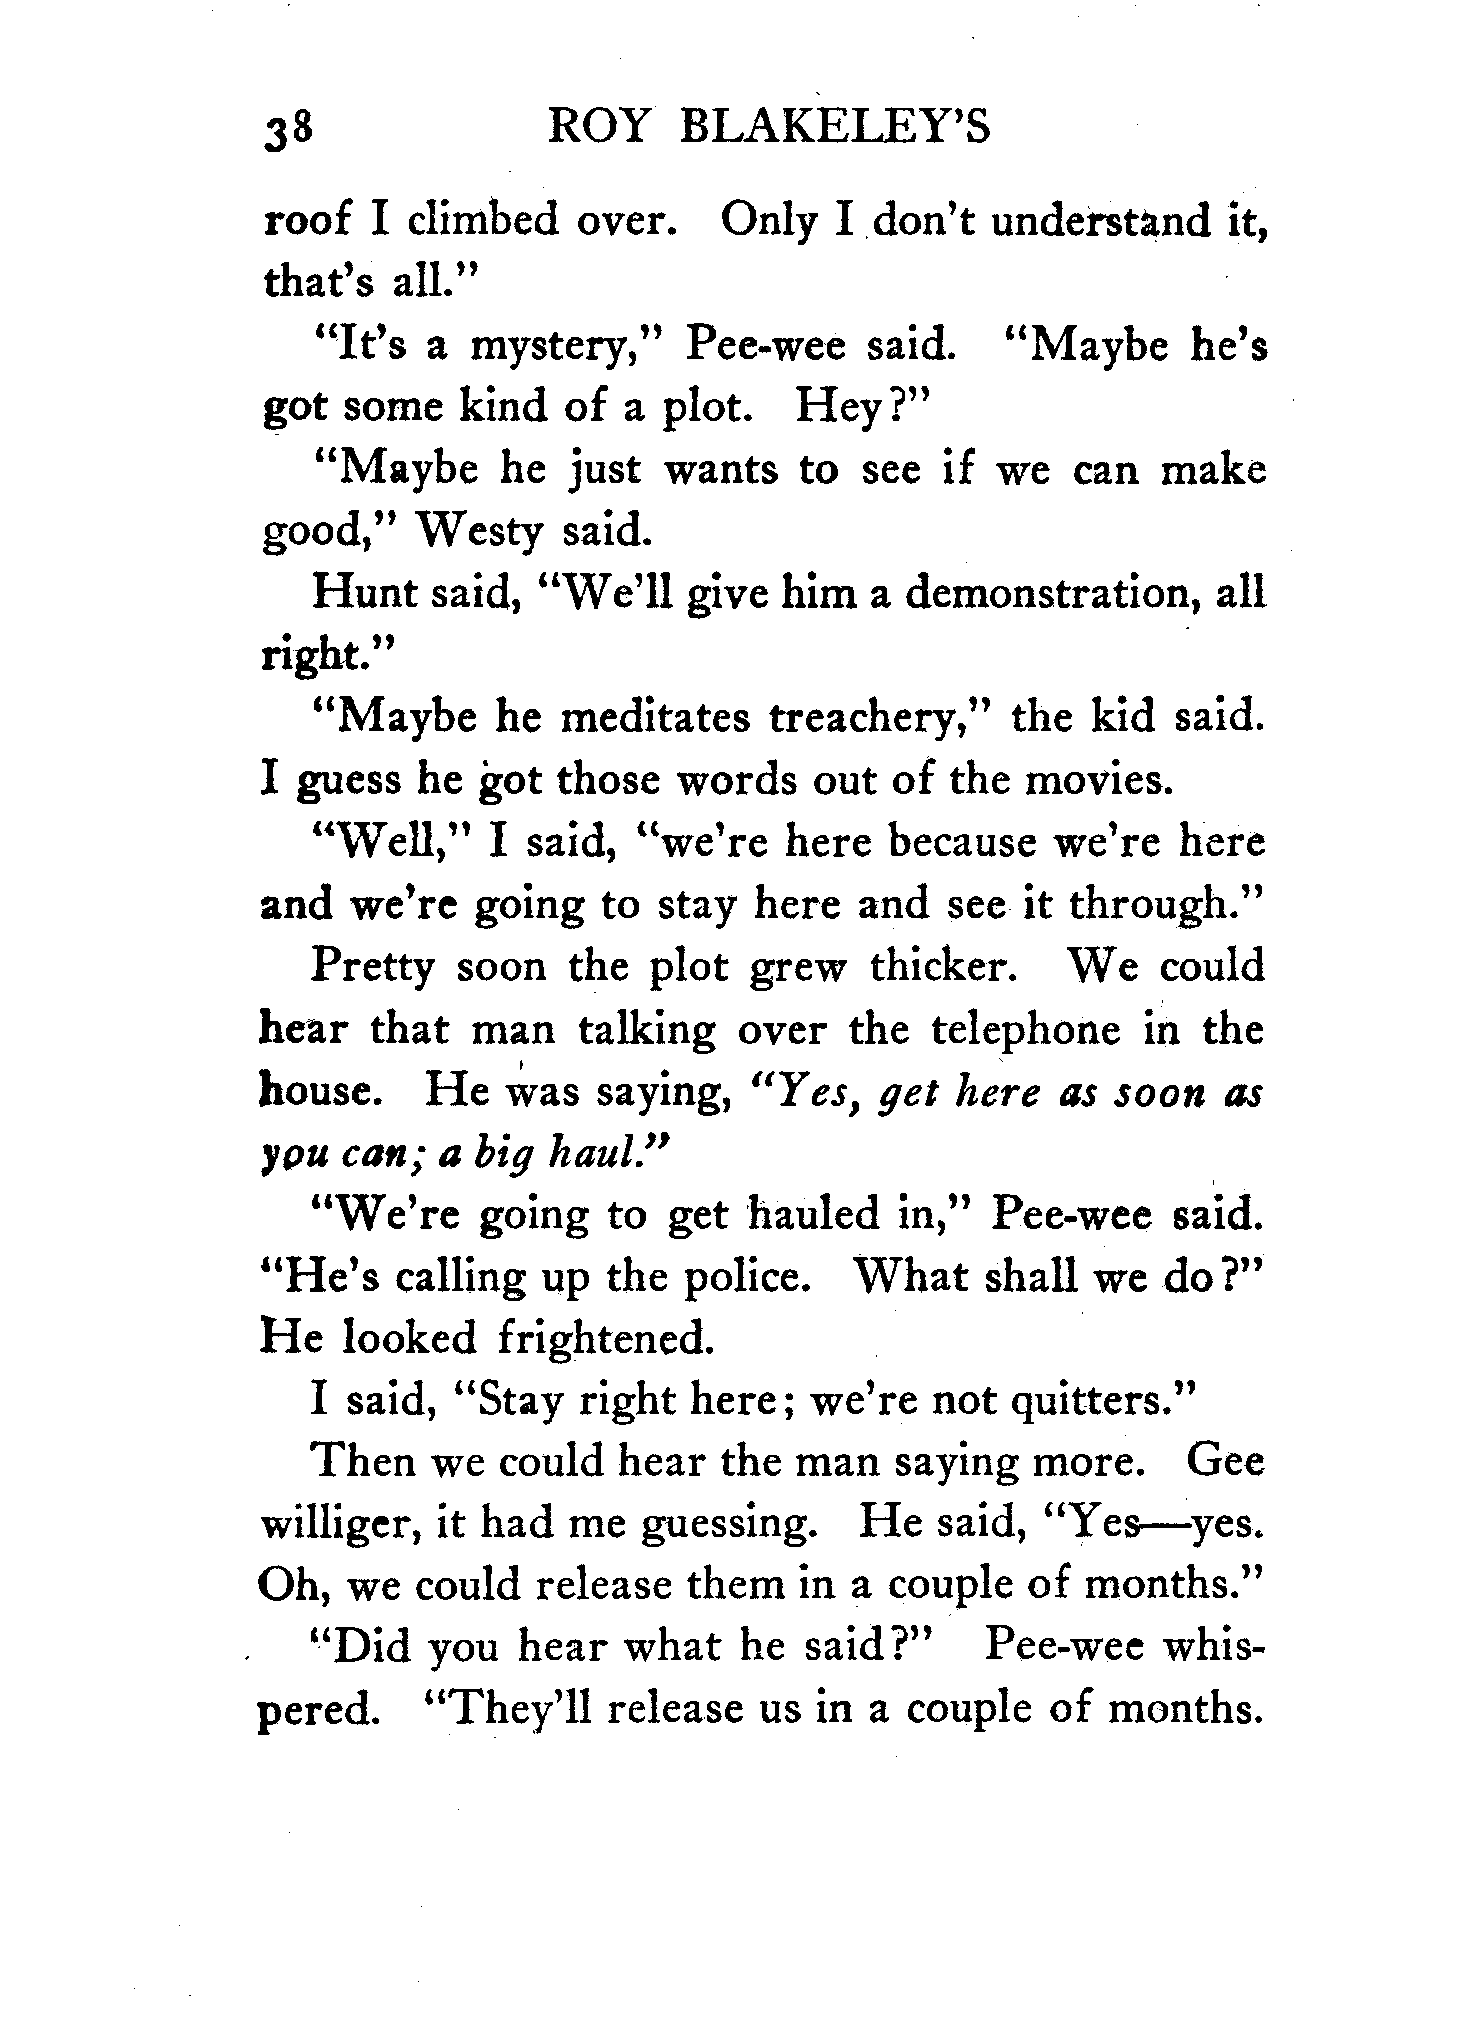 38 ROY BLAKELEY'S
roof I climbed over. Only I don't understand it,
that's all."
"It's a mystery," Pee-wee said. "Maybe he's
got some kind of a plot. Hey?"
"Maybe he just wants to see if we can make
good," Westy said.
Hunt said, "We'll give him a demonstration, all
right."
"Maybe he meditates treachery," the kid said.
I guess he got those words out of the movies.
"Well," I said, "we're here because we're here
and we're going to stay here and see it through."
Pretty soon the plot grew thicker. We could
hear that man talking over the telephone in the
house. He was saying, "Yes, get here as soon as
you can; a big haul."
"We're going to get hauled in," Pee-wee said.
"He's calling up the police. What shall we do?"
He looked frightened.
I said, "Stay right here; we're not quitters."
Then we could hear the man saying more. Gee
williger, it had me guessing. He said, "Yes—yes.
Oh, we could release them in a couple of months."
"Did you hear what he said?" Pee-wee whis-
pered. "They'll release us in a couple of months.